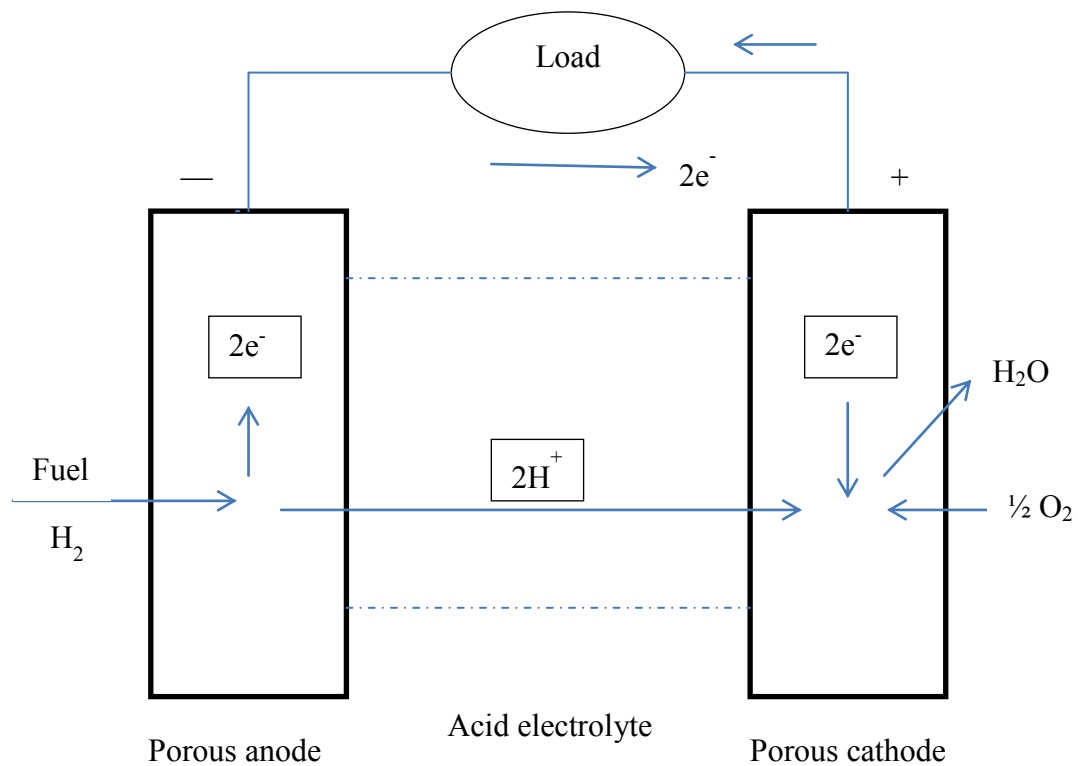 Load
2e⁻
— +
2e⁻ 2e⁻
H₂O
2H⁺
Fuel
½ O₂
H₂
Acid electrolyte
Porous anode Porous cathode